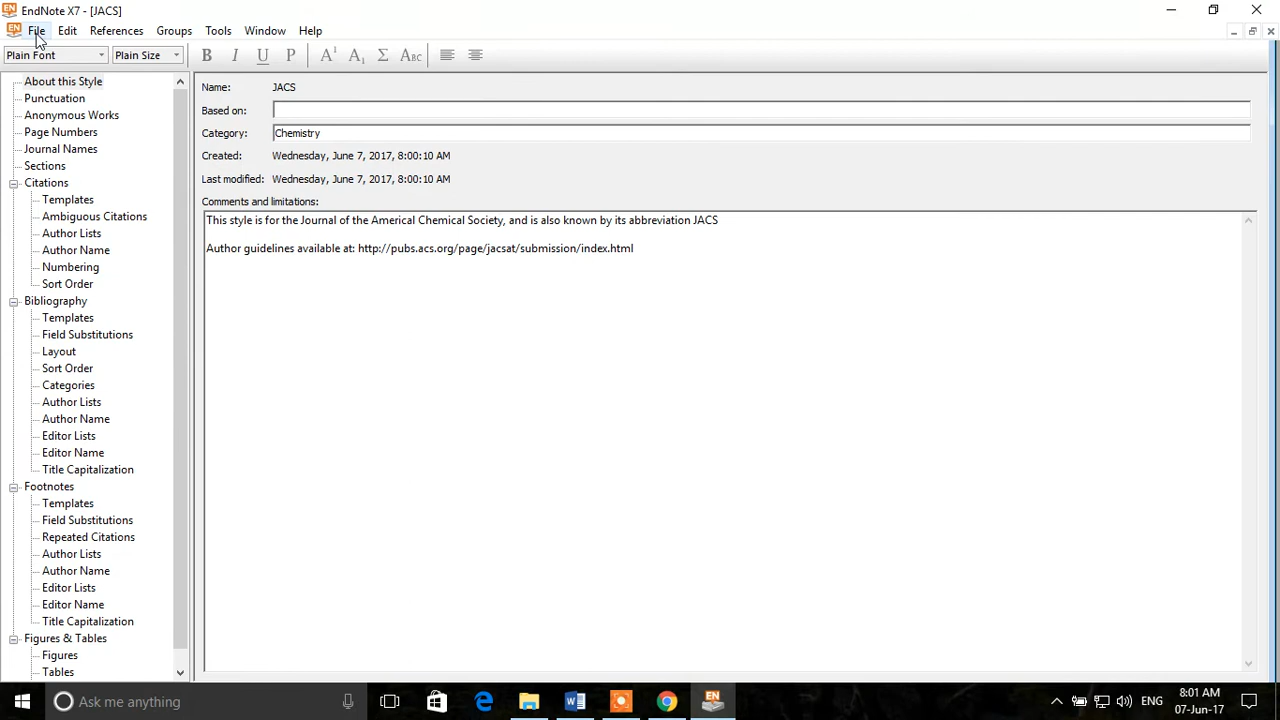 EndNote X7 - [JACS]
File Edit References Groups Tools Window Help
Plain Font Plain Size B I U P A¹ A₁ Σ Abc
About this Style
Punctuation
Anonymous Works
Page Numbers
Journal Names
Sections
Citations
Templates
Ambiguous Citations
Author Lists
Author Name
Numbering
Sort Order
Bibliography
Templates
Field Substitutions
Layout
Sort Order
Categories
Author Lists
Author Name
Editor Lists
Editor Name
Title Capitalization
Footnotes
Templates
Field Substitutions
Repeated Citations
Author Lists
Author Name
Editor Lists
Editor Name
Title Capitalization
Figures & Tables
Figures
Tables
Name: JACS
Based on:
Category: Chemistry
Created: Wednesday, June 7, 2017, 8:00:10 AM
Last modified: Wednesday, June 7, 2017, 8:00:10 AM
Comments and limitations:
This style is for the Journal of the Americal Chemical Society, and is also known by its abbreviation JACS
Author guidelines available at: http://pubs.acs.org/page/jacsat/submission/index.html
Ask me anything
ENG
8:01 AM
07-Jun-17